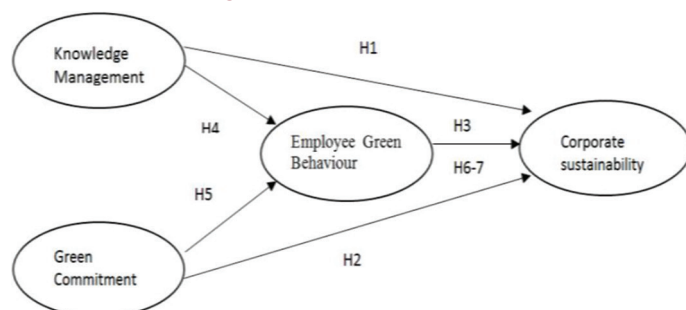 Knowledge
Management
H1
H4
Employee Green
Behaviour
H3
H6-7
Corporate
sustainability
H5
Green
Commitment
H2